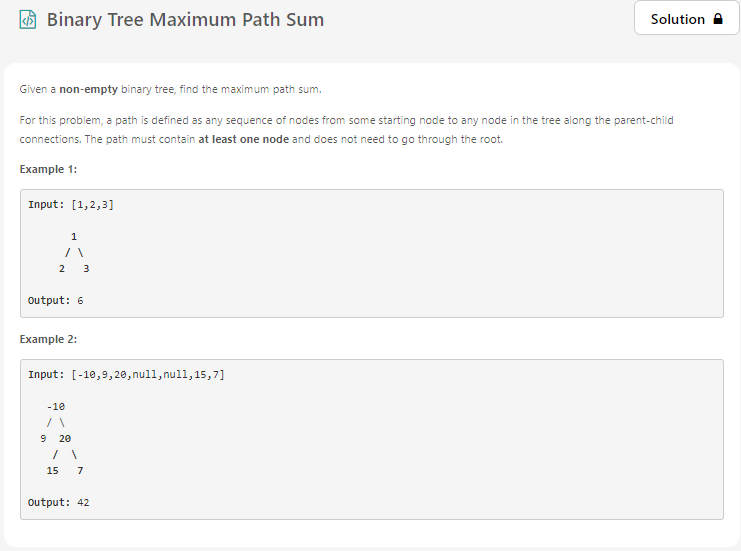 Binary Tree Maximum Path Sum
Solution
Given a non-empty binary tree, find the maximum path sum.
For this problem, a path is defined as any sequence of nodes from some starting node to any node in the tree along the parent-child
connections. The path must contain at least one node and does not need to go through the root.
Example 1:
Input: [1,2,3]
1
/ \
2 3
Output: 6
Example 2:
Input: [-10,9,20,null,null,15,7]
-10
/ \
9 20
/ \
15 7
Output: 42